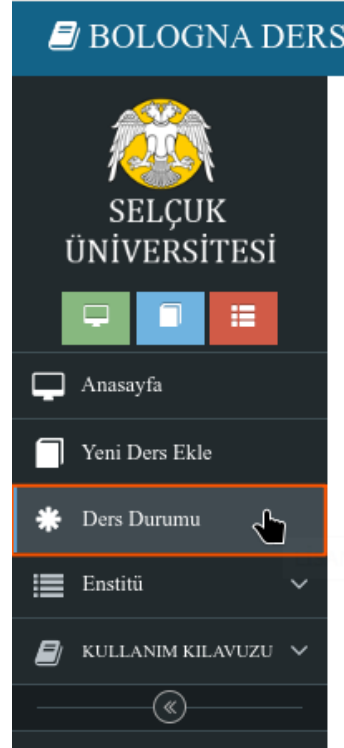 BOLOGNA DERS
SELÇUK
ÜNİVERSİTESİ
Anasayfa
Yeni Ders Ekle
Ders Durumu
Enstitü
KULLANIM KILAVUZU